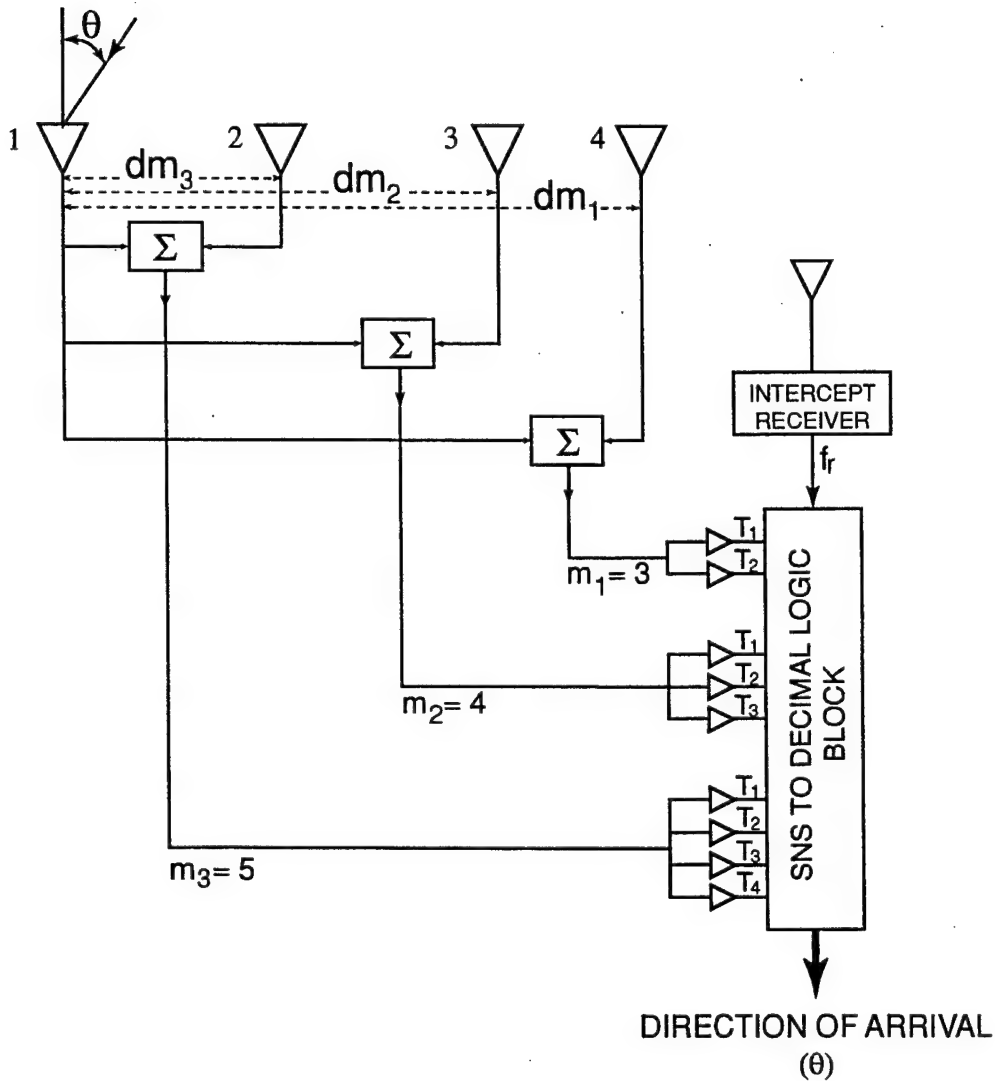 θ
1
2
3
4
dm₃
dm₂
dm₁
Σ
Σ
Σ
INTERCEPT
RECEIVER
fᵣ
m₁= 3
T₁
T₂
m₂= 4
T₁
T₂
T₃
m₃= 5
T₁
T₂
T₃
T₄
SNS TO DECIMAL LOGIC
BLOCK
DIRECTION OF ARRIVAL
(θ)